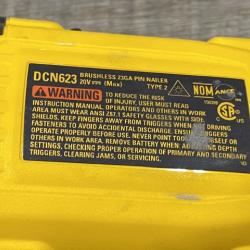 DCN623 BRUSHLESS 23GA PIN NAILER
20V⎓(Max) TYPE 2
WARNING TO REDUCE THE RISK
OF INJURY, USER MUST READ
INSTRUCTION MANUAL. OPERATORS AND OTHERS IN WORK
AREA MUST WEAR ANSI Z87.1 SAFETY GLASSES WITH SIDE
SHIELDS. KEEP FINGERS AWAY FROM TRIGGERS WHEN NOT DRIVING
FASTENERS TO AVOID ACCIDENTAL DISCHARGE. ENSURE TRIGGERS
OPERATE PROPERLY BEFORE USE. NEVER POINT TOOL AT YOURSELF OR
OTHERS IN WORK AREA. REMOVE BATTERY WHEN ADJUSTING DEPTH
SETTINGS, CHECKING PROPER OPERATION OF PRIMARY OR SECONDARY
TRIGGERS, CLEARING JAMS, OR SERVICING.
NOM